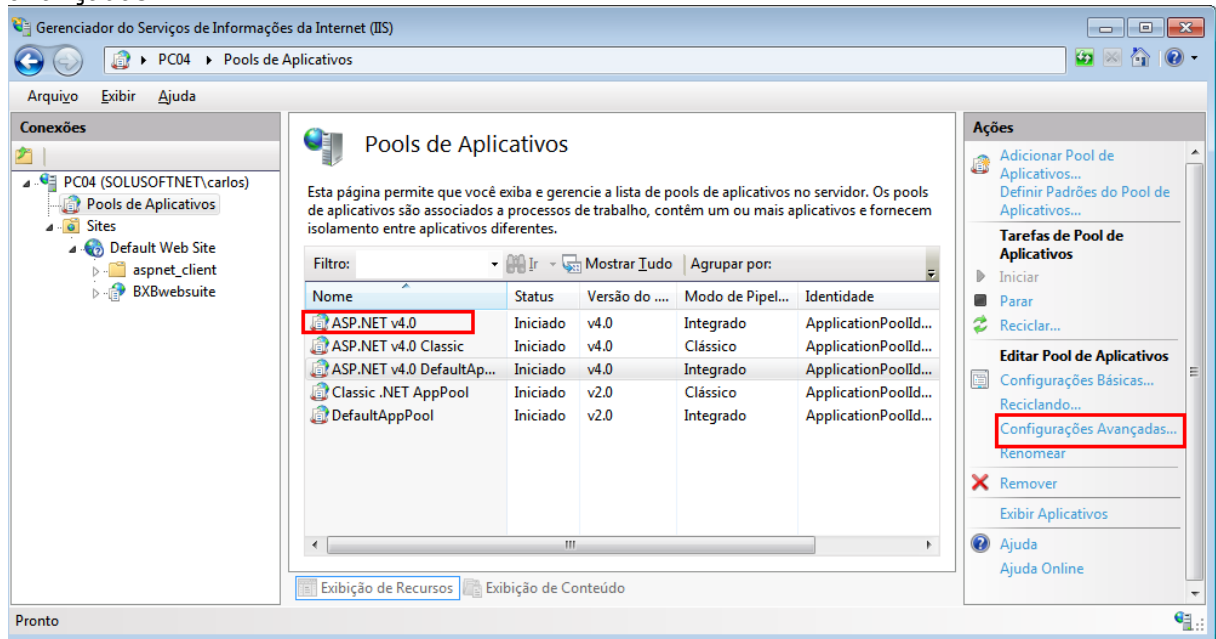 Gerenciador do Serviços de Informações da Internet (IIS)
PC04 Pools de Aplicativos
Arquivo Exibir Ajuda
Conexões
PC04 (SOLUSOFTNET\carlos)
Pools de Aplicativos
Sites
Default Web Site
aspnet_client
BXBwebsuite
Pools de Aplicativos
Esta página permite que você exiba e gerencie a lista de pools de aplicativos no servidor. Os pools
de aplicativos são associados a processos de trabalho, contêm um ou mais aplicativos e fornecem
isolamento entre aplicativos diferentes.
Filtro: Ir Mostrar Tudo Agrupar por:
Nome Status Versão do .... Modo de Pipel... Identidade
ASP.NET v4.0 Iniciado v4.0 Integrado ApplicationPoolId...
ASP.NET v4.0 Classic Iniciado v4.0 Clássico ApplicationPoolId...
ASP.NET v4.0 DefaultAp... Iniciado v4.0 Integrado ApplicationPoolId...
Classic .NET AppPool Iniciado v2.0 Clássico ApplicationPoolId...
DefaultAppPool Iniciado v2.0 Integrado ApplicationPoolId...
Exibição de Recursos Exibição de Conteúdo
Ações
Adicionar Pool de
Aplicativos...
Definir Padrões do Pool de
Aplicativos...
Tarefas de Pool de
Aplicativos
Iniciar
Parar
Reciclar...
Editar Pool de Aplicativos
Configurações Básicas...
Reciclando...
Configurações Avançadas...
Renomear
Remover
Exibir Aplicativos
Ajuda
Ajuda Online
Pronto